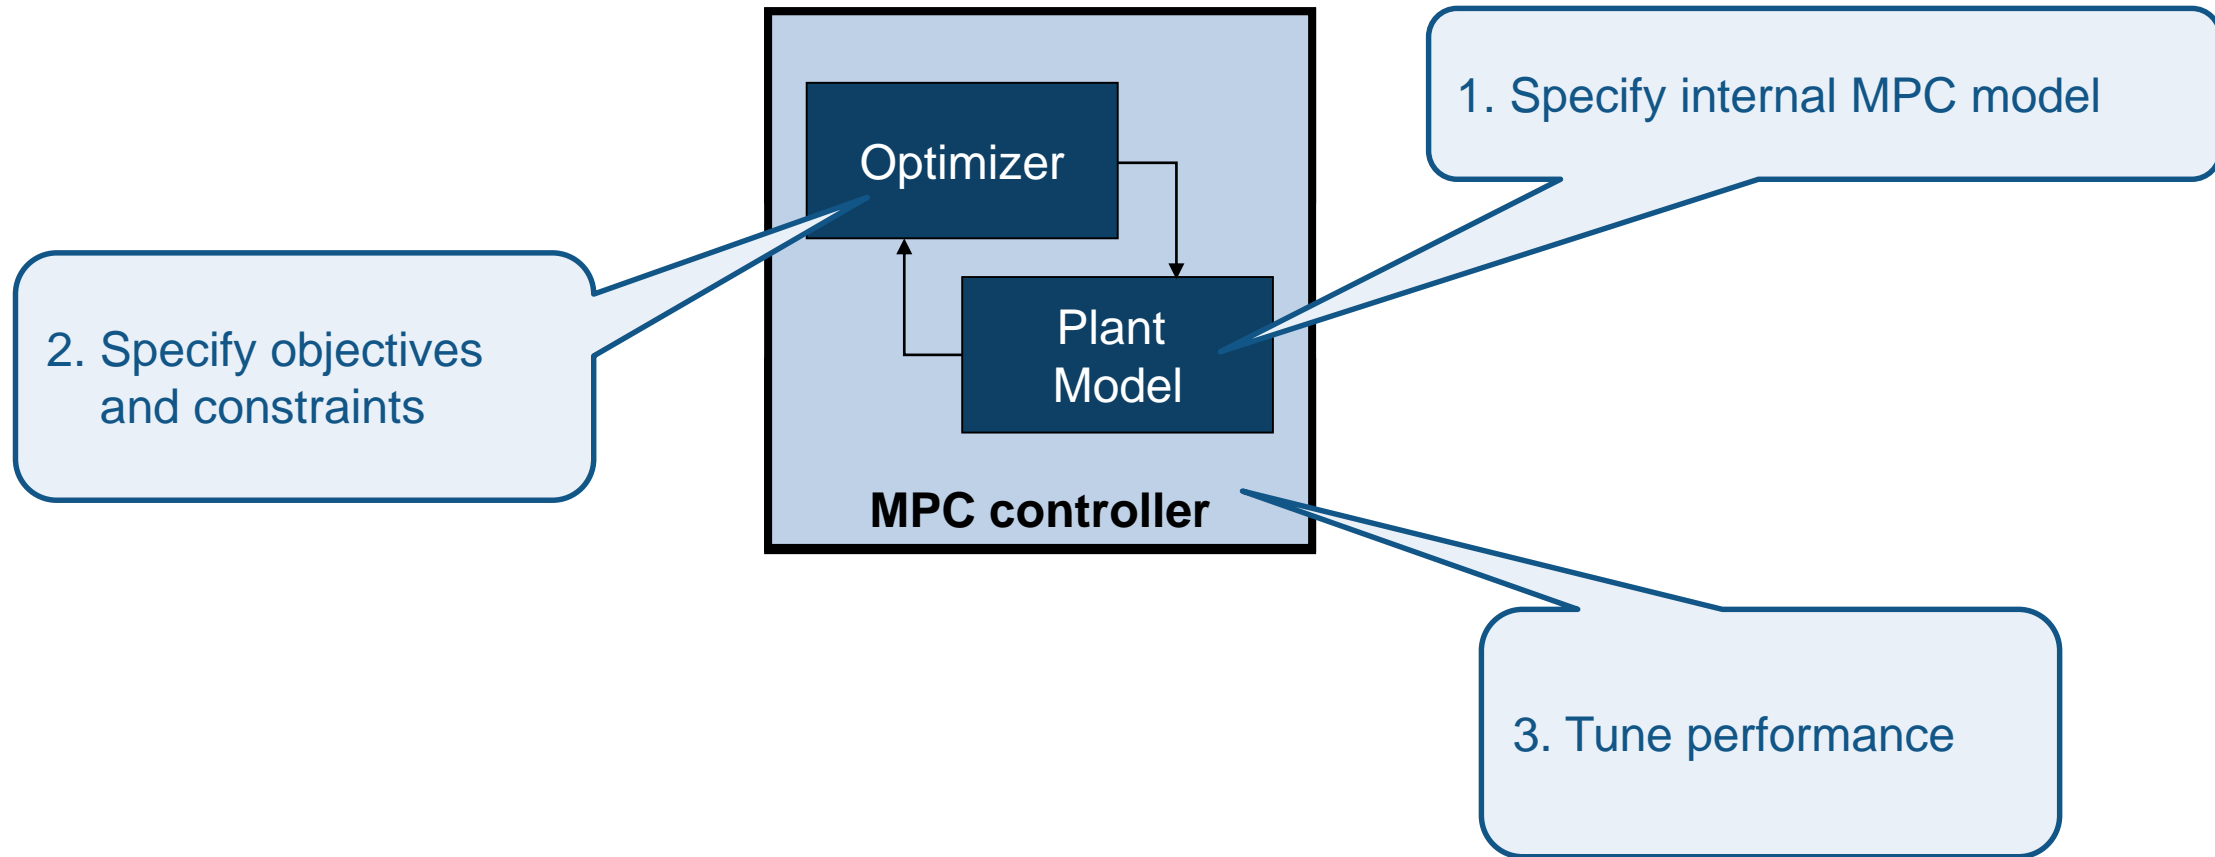 1. Specify internal MPC model
Optimizer
2. Specify objectives
and constraints
Plant
Model
MPC controller
3. Tune performance